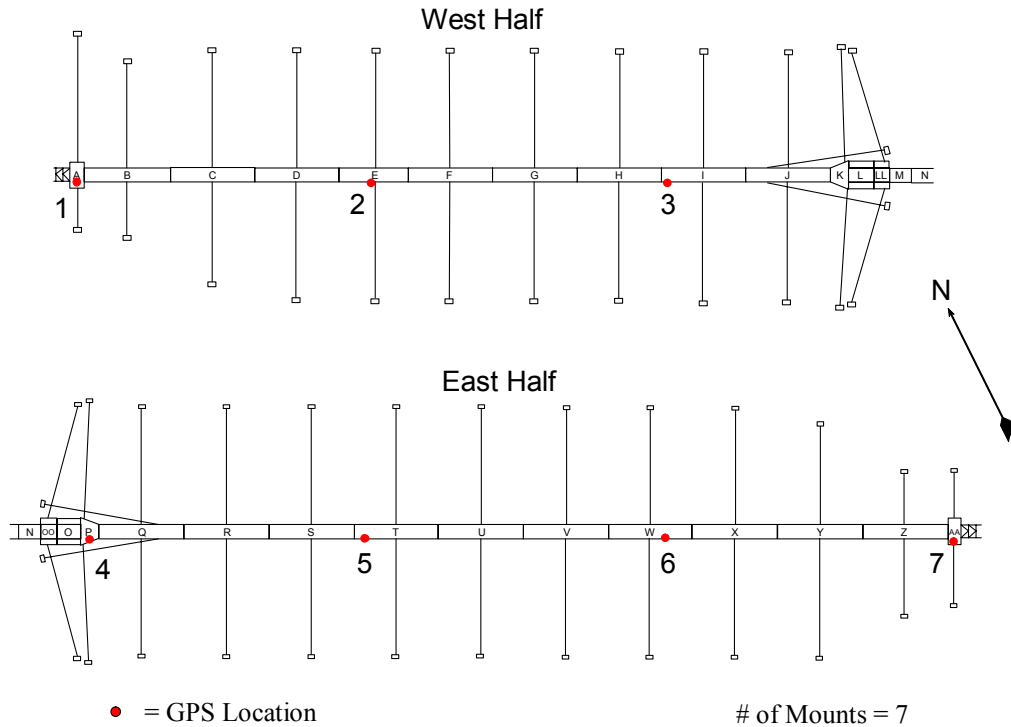 West Half
A B C D E F G H I J K L LL M N
1 2 3
N
East Half
N OO O P Q R S T U V W X Y Z AA
4 5 6 7
= GPS Location # of Mounts = 7